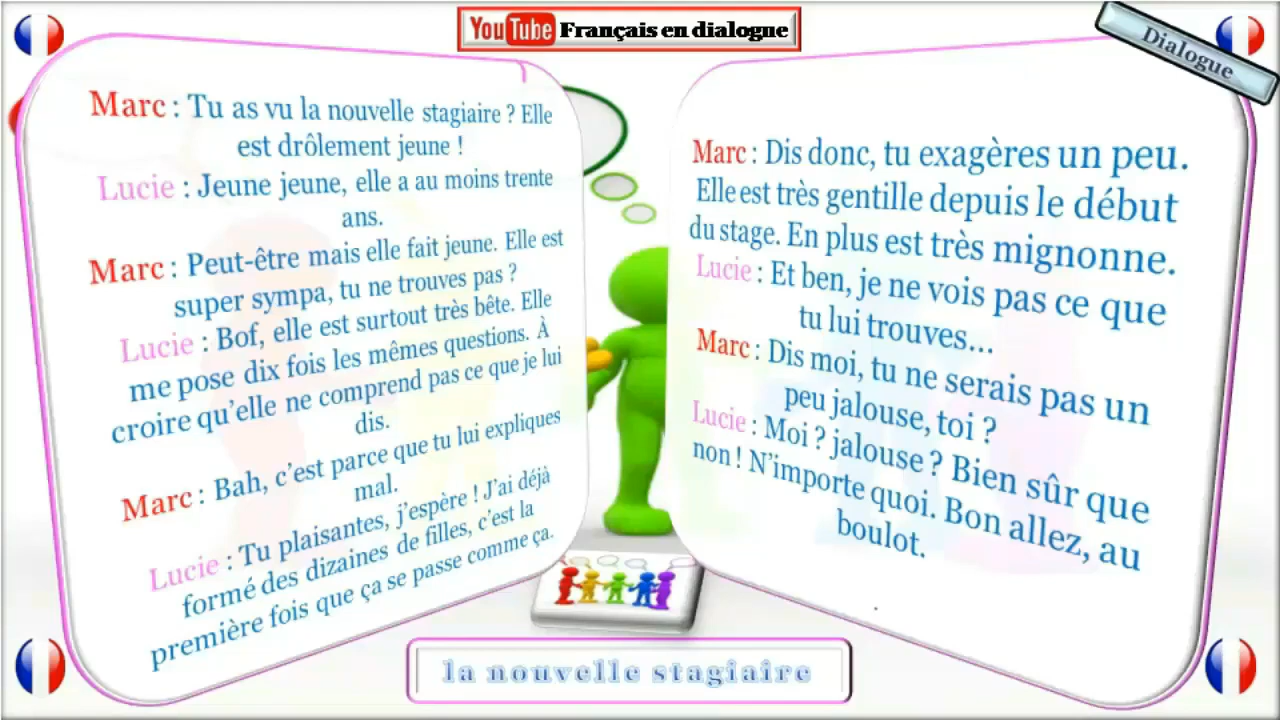 YouTube Français en dialogue
Dialogue
Marc : Tu as vu la nouvelle stagiaire ? Elle
est drôlement jeune !
Lucie : Jeune jeune, elle a au moins trente
ans.
Marc : Peut-être mais elle fait jeune. Elle est
super sympa, tu ne trouves pas ?
Lucie : Bof, elle est surtout très bête. Elle
me pose dix fois les mêmes questions. À
croire qu'elle ne comprend pas ce que je lui
dis.
Marc : Bah, c'est parce que tu lui expliques
mal.
Lucie : Tu plaisantes, j'espère ! J'ai déjà
formé des dizaines de filles, c'est la
première fois que ça se passe comme ça.
Marc : Dis donc, tu exagères un peu.
Elle est très gentille depuis le début
du stage. En plus est très mignonne.
Lucie : Et ben, je ne vois pas ce que
tu lui trouves...
Marc : Dis moi, tu ne serais pas un
peu jalouse, toi ?
Lucie : Moi ? jalouse ? Bien sûr que
non ! N'importe quoi. Bon allez, au
boulot.
la nouvelle stagiaire